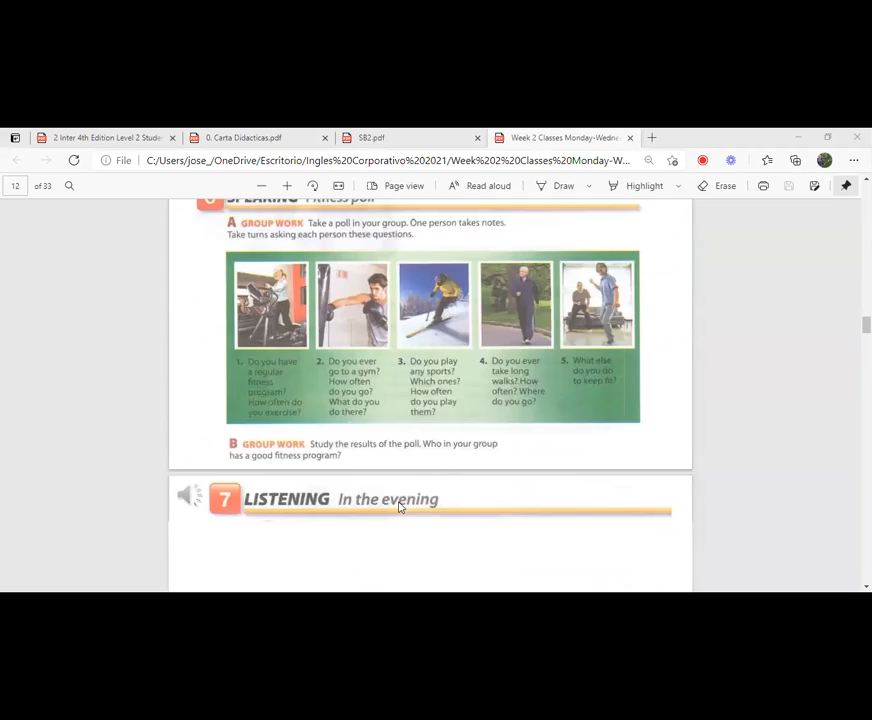 2 Inter 4th Edition Level 2 Stude
0. Carta Didacticas.pdf
SB2.pdf
Week 2 Classes Monday-Wedne
File
C:/Users/jose_/OneDrive/Escritorio/Ingles%20Corporativo%202021/Week%202%20Classes%20Monday-W...
12 of 33
Page view
Read aloud
Draw
Highlight
Erase
6 SPEAKING Fitness poll
A GROUP WORK Take a poll in your group. One person takes notes.
Take turns asking each person these questions.
1. Do you have
a regular
fitness
program?
How often do
you exercise?
2. Do you ever
go to a gym?
How often
do you go?
What do you
do there?
3. Do you play
any sports?
Which ones?
How often
do you play
them?
4. Do you ever
take long
walks? How
often? Where
do you go?
5. What else
do you do
to keep fit?
B GROUP WORK Study the results of the poll. Who in your group
has a good fitness program?
7 LISTENING In the evening